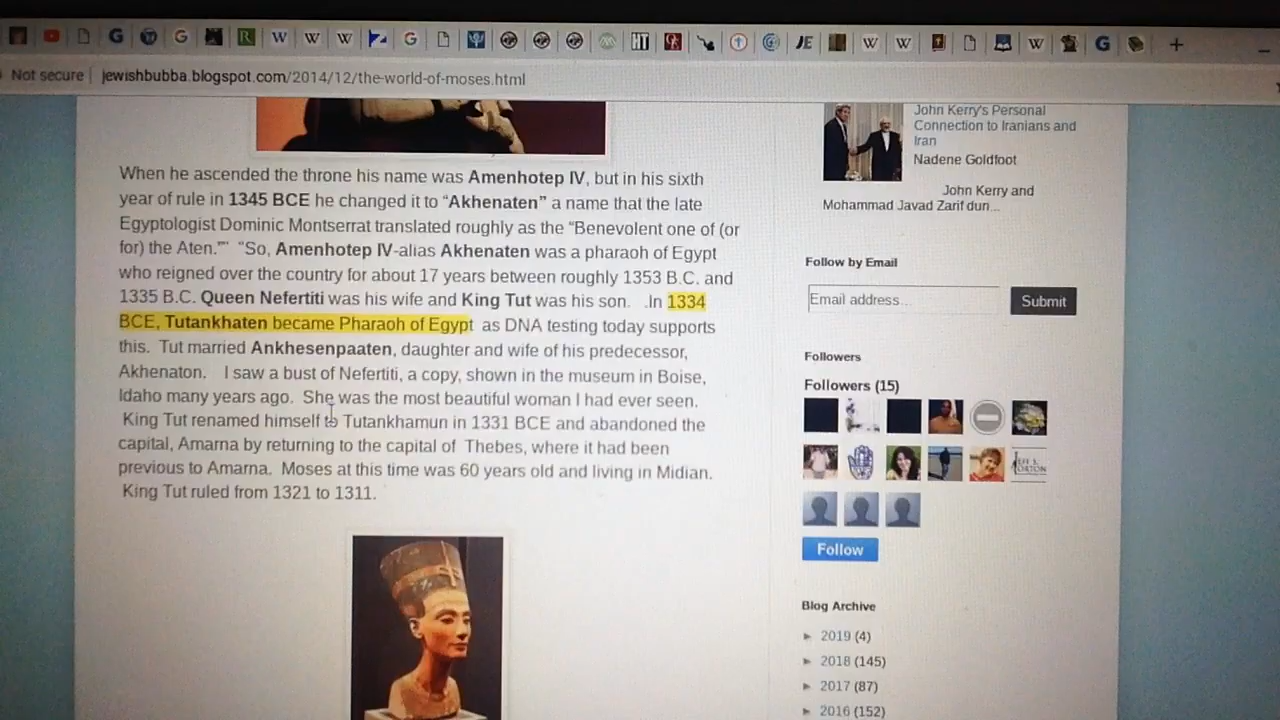 Not secure | jewishbubba.blogspot.com/2014/12/the-world-of-moses.html
When he ascended the throne his name was Amenhotep IV, but in his sixth
year of rule in 1345 BCE he changed it to “Akhenaten” a name that the late
Egyptologist Dominic Montserrat translated roughly as the “Benevolent one of (or
for) the Aten.”” “So, Amenhotep IV-alias Akhenaten was a pharaoh of Egypt
who reigned over the country for about 17 years between roughly 1353 B.C. and
1335 B.C. Queen Nefertiti was his wife and King Tut was his son. .In 1334
BCE, Tutankhaten became Pharaoh of Egypt as DNA testing today supports
this. Tut married Ankhesenpaaten, daughter and wife of his predecessor,
Akhenaton. I saw a bust of Nefertiti, a copy, shown in the museum in Boise,
Idaho many years ago. She was the most beautiful woman I had ever seen.
King Tut renamed himself to Tutankhamun in 1331 BCE and abandoned the
capital, Amarna by returning to the capital of Thebes, where it had been
previous to Amarna. Moses at this time was 60 years old and living in Midian.
King Tut ruled from 1321 to 1311.
John Kerry's Personal
Connection to Iranians and
Iran
Nadene Goldfoot
John Kerry and
Mohammad Javad Zarif duri...
Follow by Email
Email address...
Submit
Followers
Followers (15)
Follow
Blog Archive
► 2019 (4)
► 2018 (145)
► 2017 (87)
► 2016 (152)